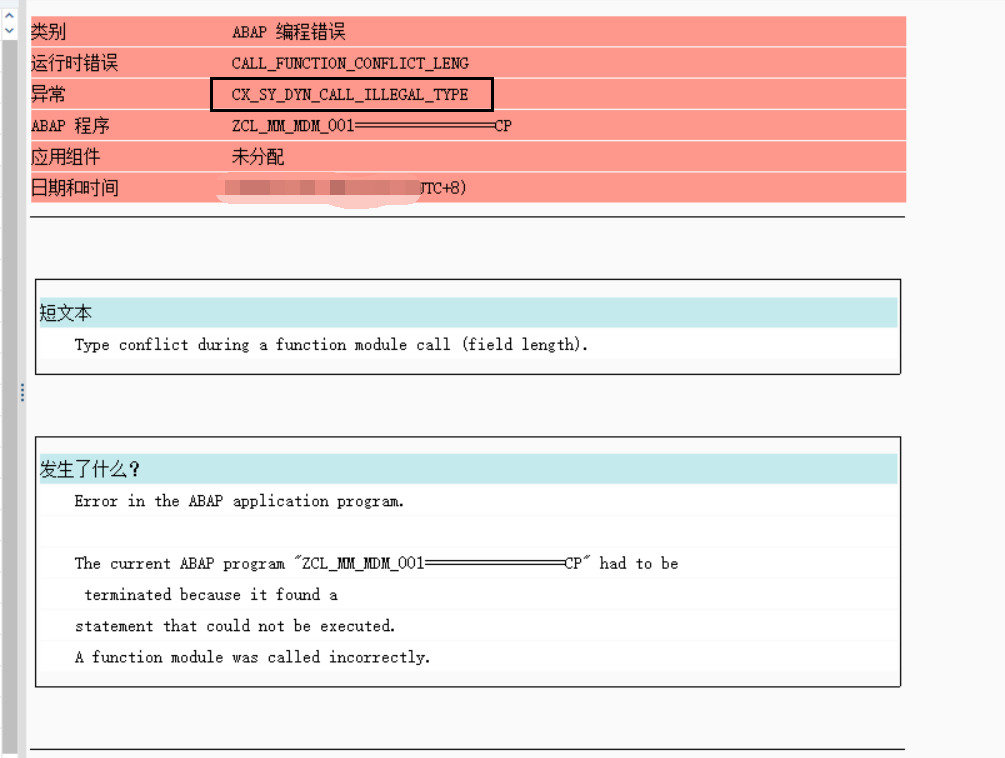 类别 ABAP 编程错误
运行时错误 CALL_FUNCTION_CONFLICT_LENG
异常 CX_SY_DYN_CALL_ILLEGAL_TYPE
ABAP 程序 ZCL_MM_MDM_001================CP
应用组件 未分配
日期和时间 UTC+8)
短文本
Type conflict during a function module call (field length).
发生了什么?
Error in the ABAP application program.
The current ABAP program "ZCL_MM_MDM_001================CP" had to be
terminated because it found a
statement that could not be executed.
A function module was called incorrectly.